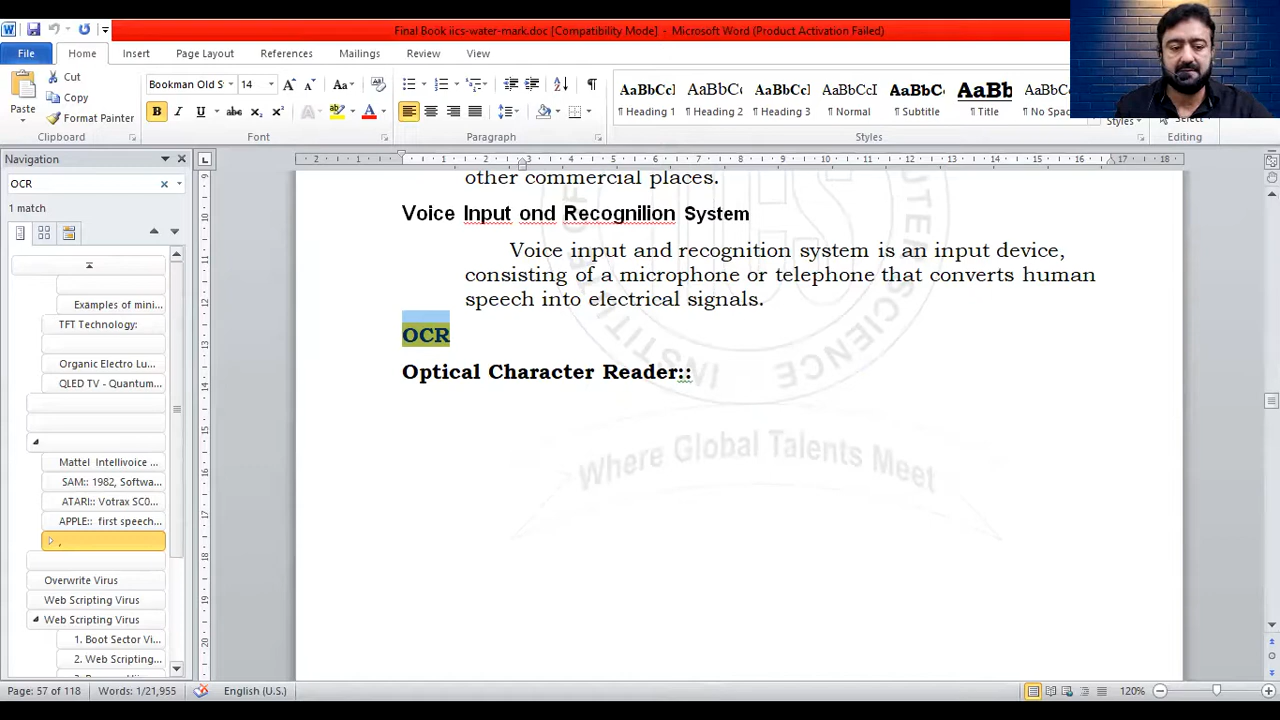 Final Book iics-water-mark.doc [Compatibility Mode] - Microsoft Word (Product Activation Failed)
File Home Insert Page Layout References Mailings Review View
Paste
Cut
Copy
Format Painter
Clipboard
Bookman Old S 14
Font
Paragraph
AaBbCcI AaBbCc AaBbCcI AaBbCcI AaBbCc AaBb AaBbCcI
¶ Heading 1 ¶ Heading 2 ¶ Heading 3 ¶ Normal ¶ Subtitle ¶ Title ¶ No Spa
Styles
Styles
Select
Editing
Navigation
OCR
1 match
Examples of mini...
TFT Technology:
Organic Electro Lu...
QLED TV - Quantum...
Mattel Intellivoice ...
SAM:: 1982, Softwa...
ATARI:: Votrax SC0...
APPLE:: first speech...
,
Overwrite Virus
Web Scripting Virus
Web Scripting Virus
1. Boot Sector Vi...
2. Web Scripting...
other commercial places.
Voice Input ond Recognilion System
Voice input and recognition system is an input device,
consisting of a microphone or telephone that converts human
speech into electrical signals.
OCR
Optical Character Reader::
Where Global Talents Meet
Page: 57 of 118 Words: 1/21,955 English (U.S.) 120%